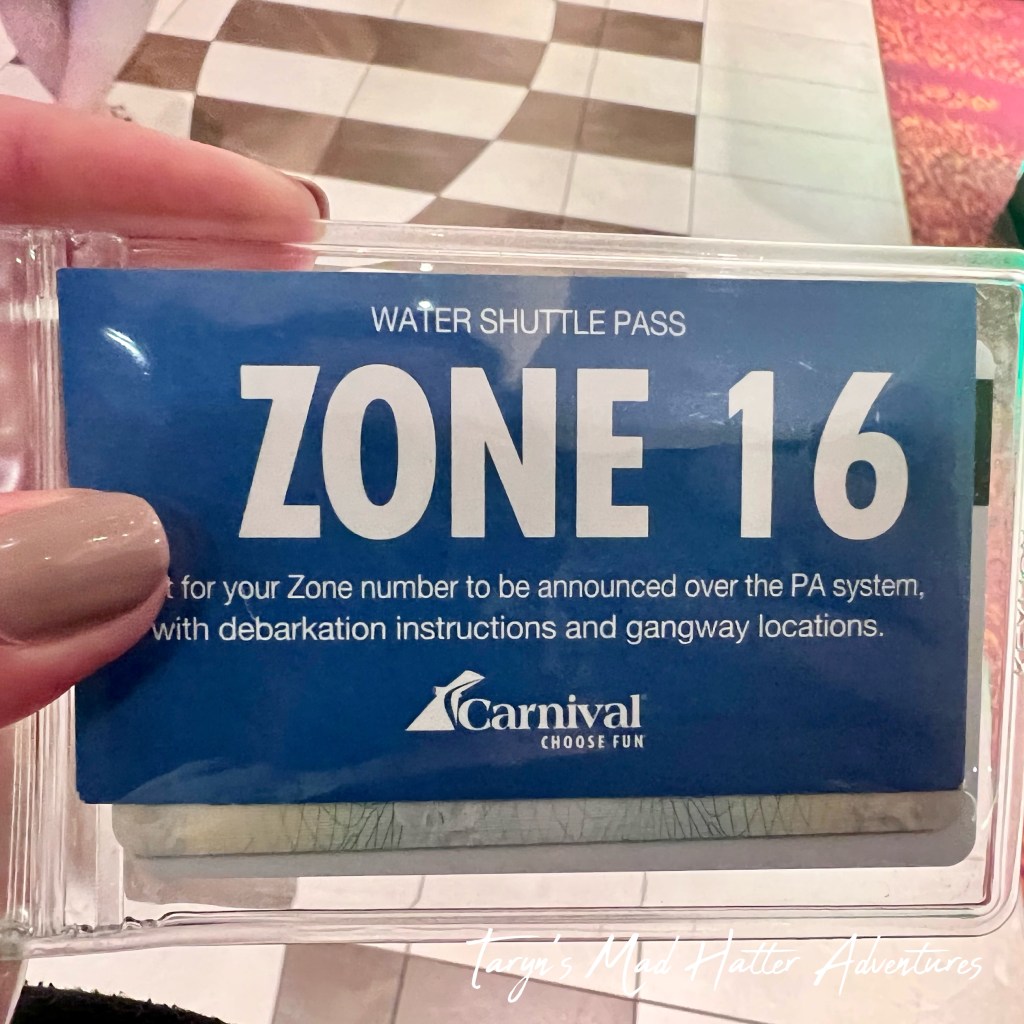 WATER SHUTTLE PASS
ZONE 16
t for your Zone number to be announced over the PA system,
with debarkation instructions and gangway locations.
Carnival
CHOOSE FUN
Taryn's Mad Hatter Adventures